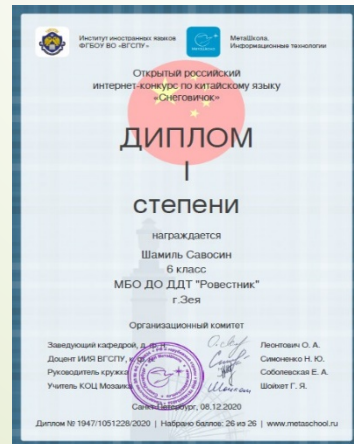 Институт иностранных языков
ФГБОУ ВО «ВГСПУ»
МетаШкола.
Информационные технологии
Открытый российский
интернет-конкурс по китайскому языку
«Снеговичок»
ДИПЛОМ
I
степени
награждается
Шамиль Савосин
6 класс
МБО ДО ДДТ "Ровестник"
г.Зея
Организационный комитет
Заведующий кафедрой, д. ф. н.
Леонтович О. А.
Доцент ИИЯ ВГСПУ, к. ф. н.
Симоненко Н. Ю.
Руководитель кружка
Соболевская Е. А.
Учитель КОЦ Мозаика
Шойхет Г. Я.
Санкт-Петербург, 08.12.2020
Диплом № 1947/1051228/2020 | Набрано баллов: 26 из 26 | www.metaschool.ru